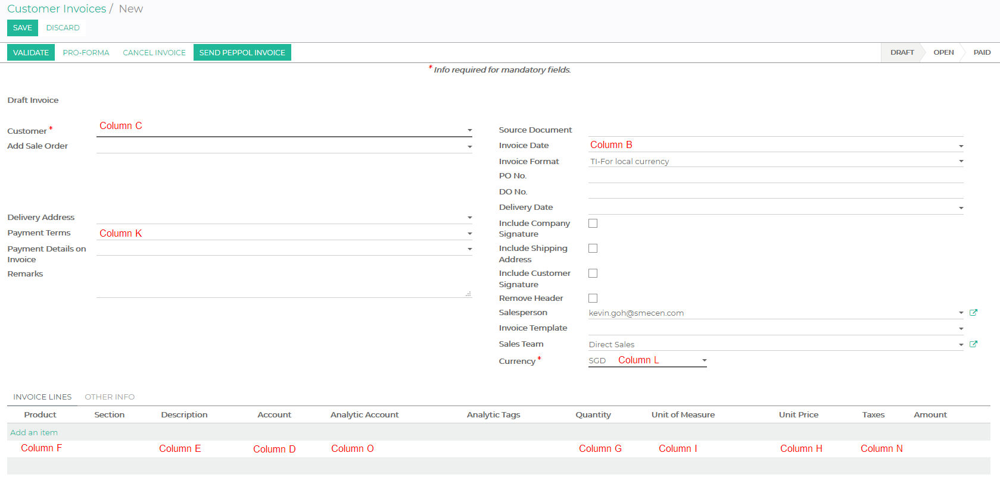 Customer Invoices / New
SAVE DISCARD
VALIDATE PRO-FORMA CANCEL INVOICE SEND PEPPOL INVOICE DRAFT OPEN PAID
* Info required for mandatory fields.
Draft Invoice
Customer * Column C
Add Sale Order
Delivery Address
Payment Terms Column K
Payment Details on
Invoice
Remarks
Source Document
Invoice Date Column B
Invoice Format TI-For local currency
PO No.
DO No.
Delivery Date
Include Company
Signature
Include Shipping
Address
Include Customer
Signature
Remove Header
Salesperson kevin.goh@smecen.com
Invoice Template
Sales Team Direct Sales
Currency * SGD Column L
INVOICE LINES OTHER INFO
Product Section Description Account Analytic Account Analytic Tags Quantity Unit of Measure Unit Price Taxes Amount
Add an item
Column F Column E Column D Column O Column G Column I Column H Column N